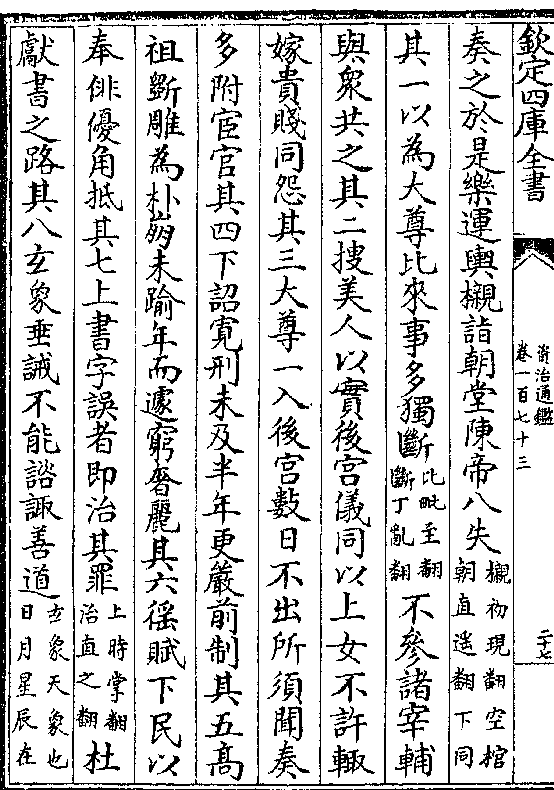 欽定四庫全書
資治通鑑
卷一百七十三
二十七
奏之於是樂運輿櫬詣朝堂陳帝八失櫬初覲翻空棺朝直遥翻下同
其一以為大尊比來事多獨斷比毗至翻斷丁亂翻不參諸宰輔
與衆共之其二搜美人以實後宫儀同以上女不許輙
嫁貴賤同怨其三大尊一入後宫數日不出所須聞奏
多附宦官其四下詔寛刑未及半年更嚴前制其五髙
祖斵雕為朴崩未踰年而遽窮奢麗其六徭賦下民以
奉俳優角抵其七上書字誤者即治其罪上時掌翻治直之翻杜
獻書之路其八玄象垂誡不能諮諏善道玄象天象也日月星辰在